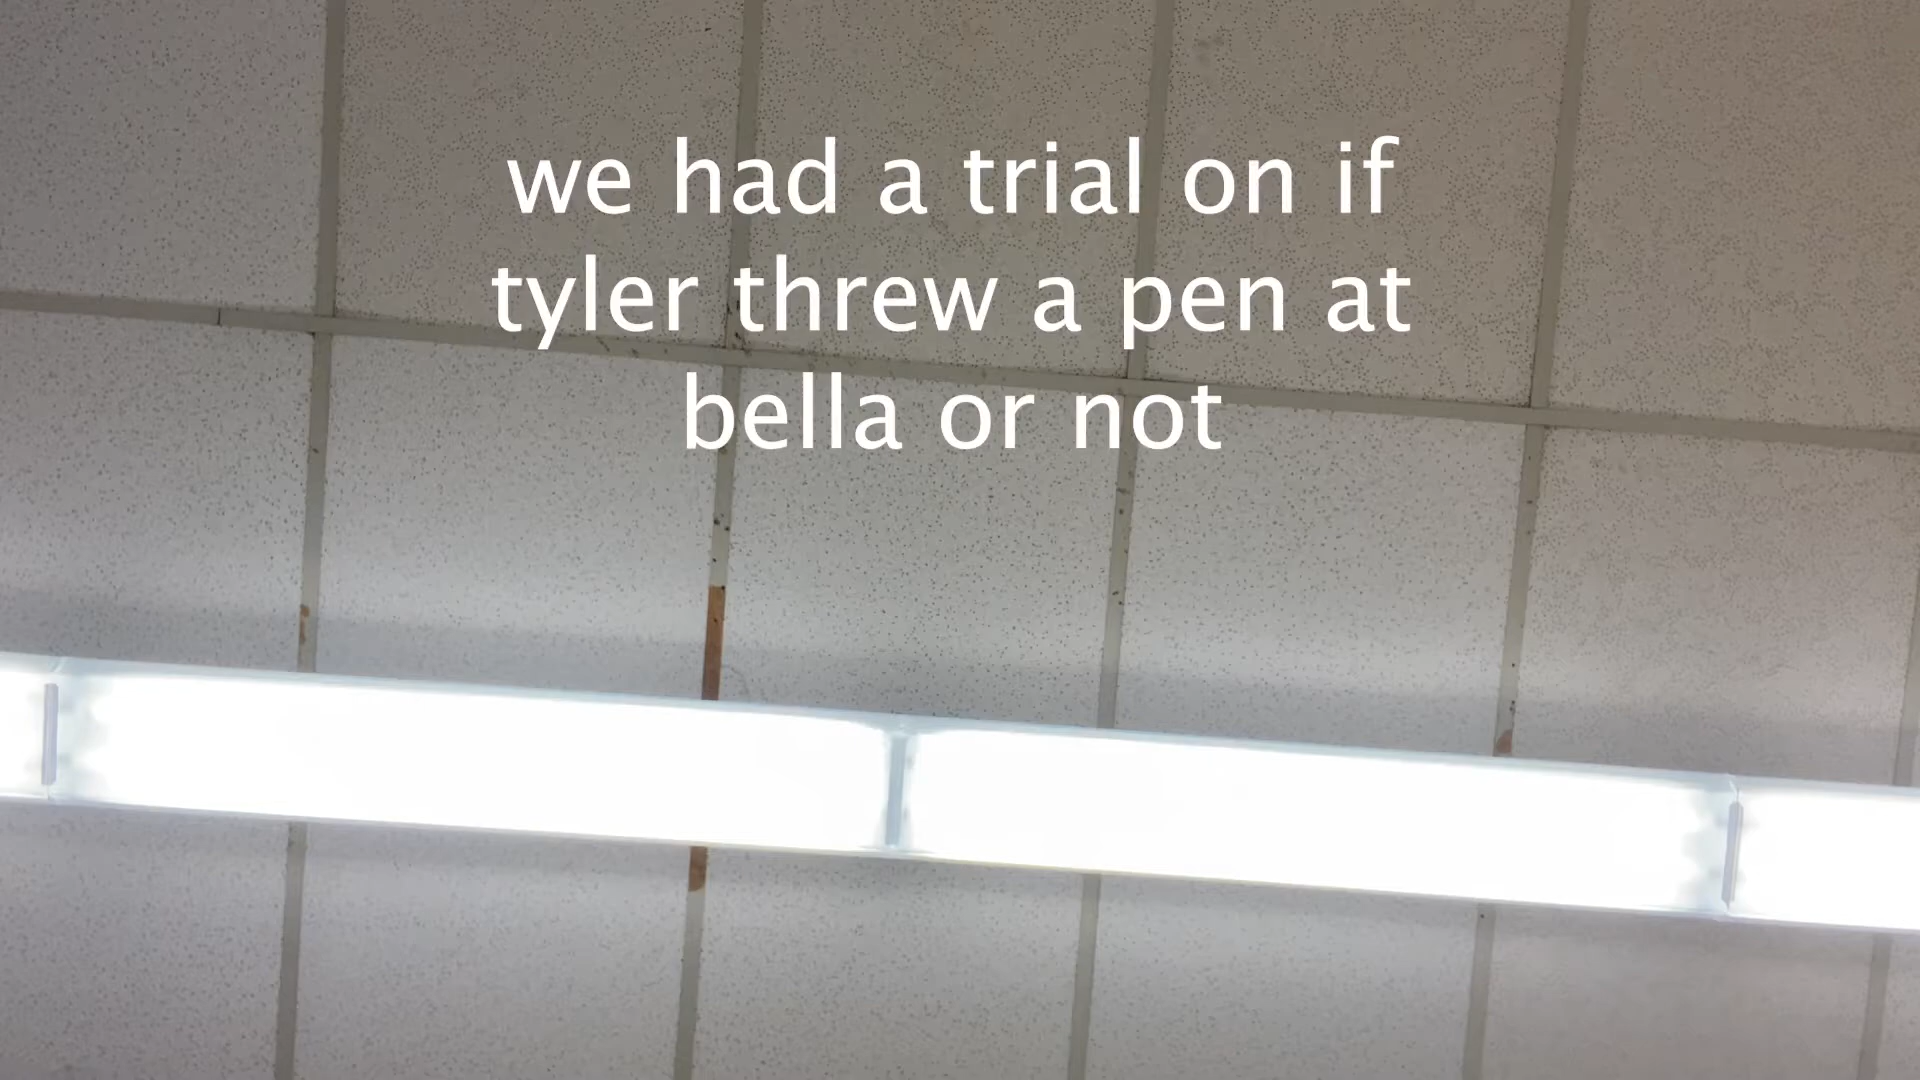 we had a trial on if
tyler threw a pen at
bella or not